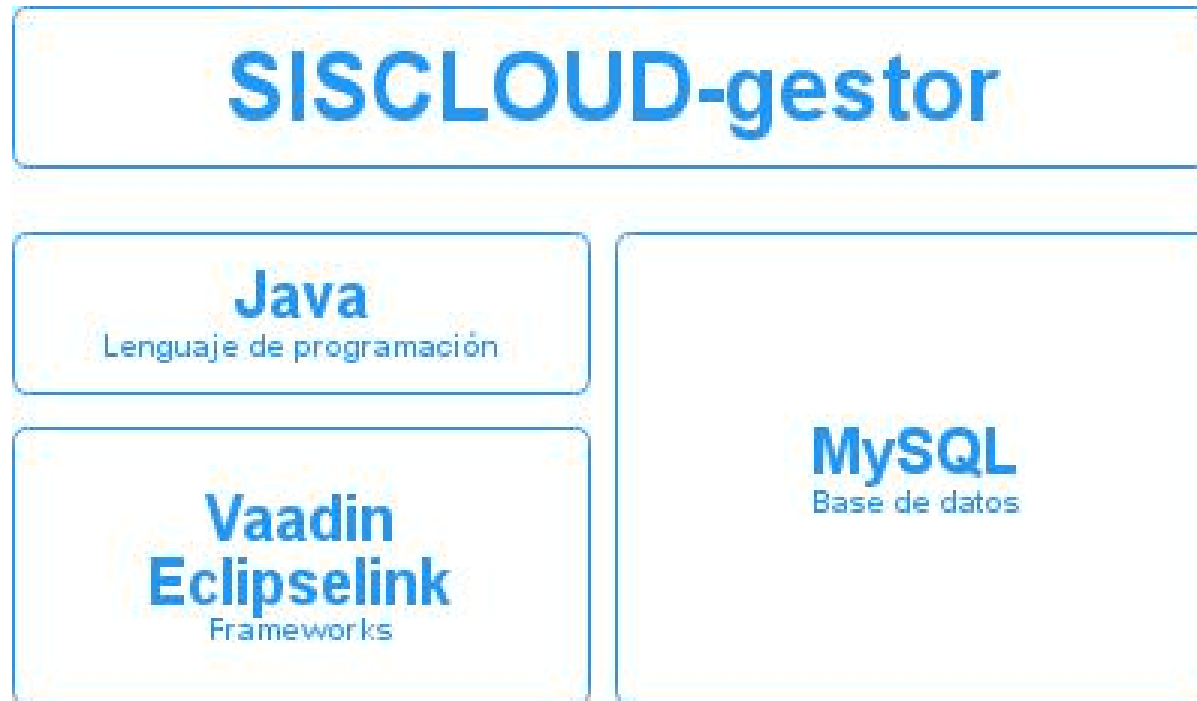 SISCLOUD-gestor
Java
Lenguaje de programación
Vaadin
Eclipselink
Frameworks
MySQL
Base de datos